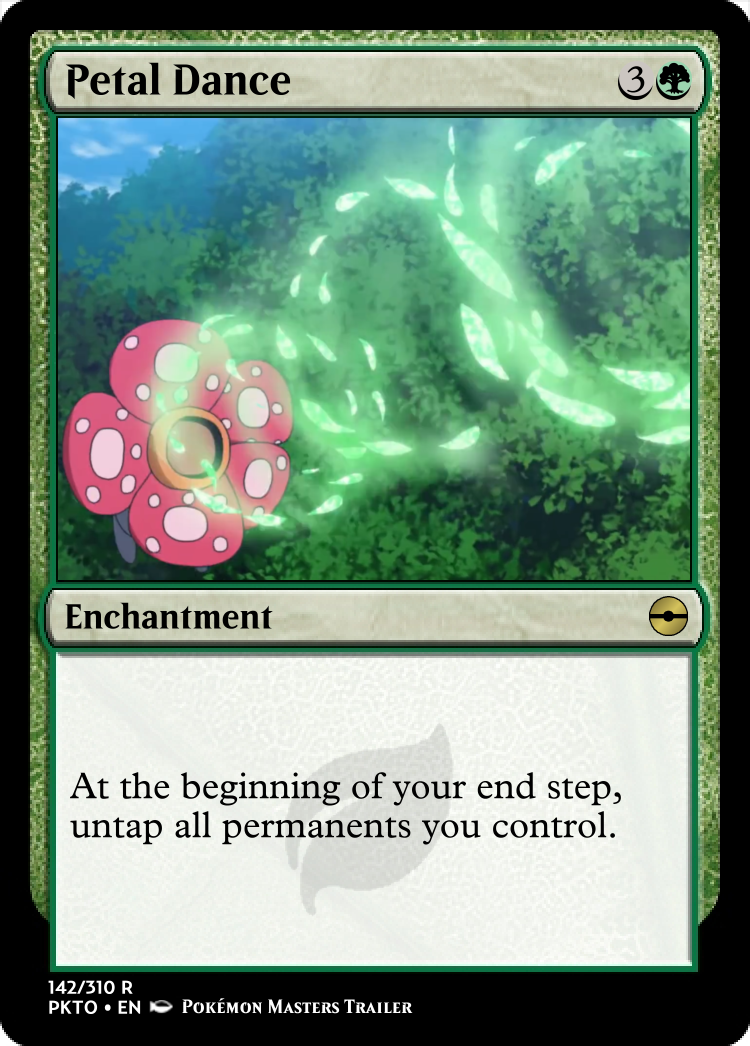 Petal Dance 3
Enchantment
At the beginning of your end step,
untap all permanents you control.
142/310 R
PKTO • EN Pokémon Masters Trailer